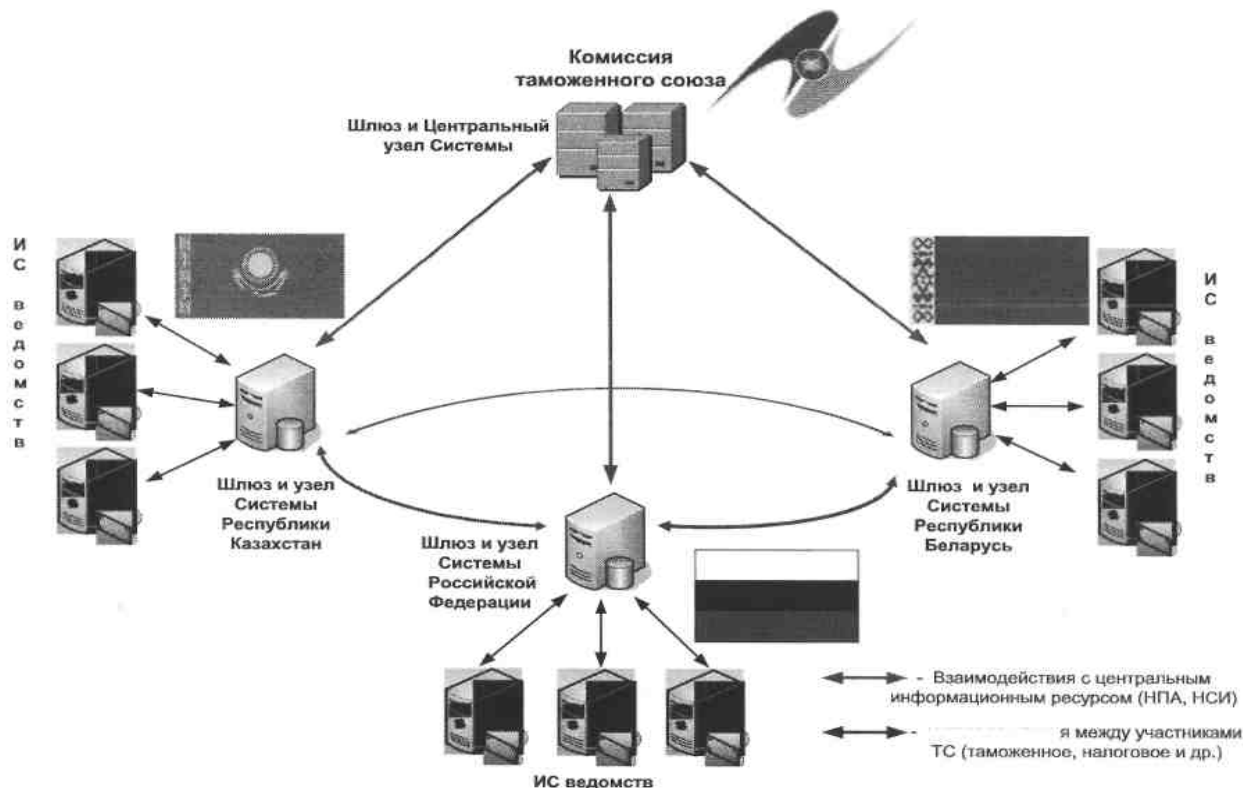 Комиссия
таможенного союза
Шлюз и Центральный
узел Системы
ИС ведомств
ИС ведомств
Шлюз и узел
Системы
Республики
Казахстан
Шлюз и узел
Системы
Республики
Беларусь
Шлюз и узел
Системы
Российской
Федерации
- Взаимодействия с центральным
информационным ресурсом (НПА, НСИ)
- я между участниками
ТС (таможенное, налоговое и др.)
ИС ведомств